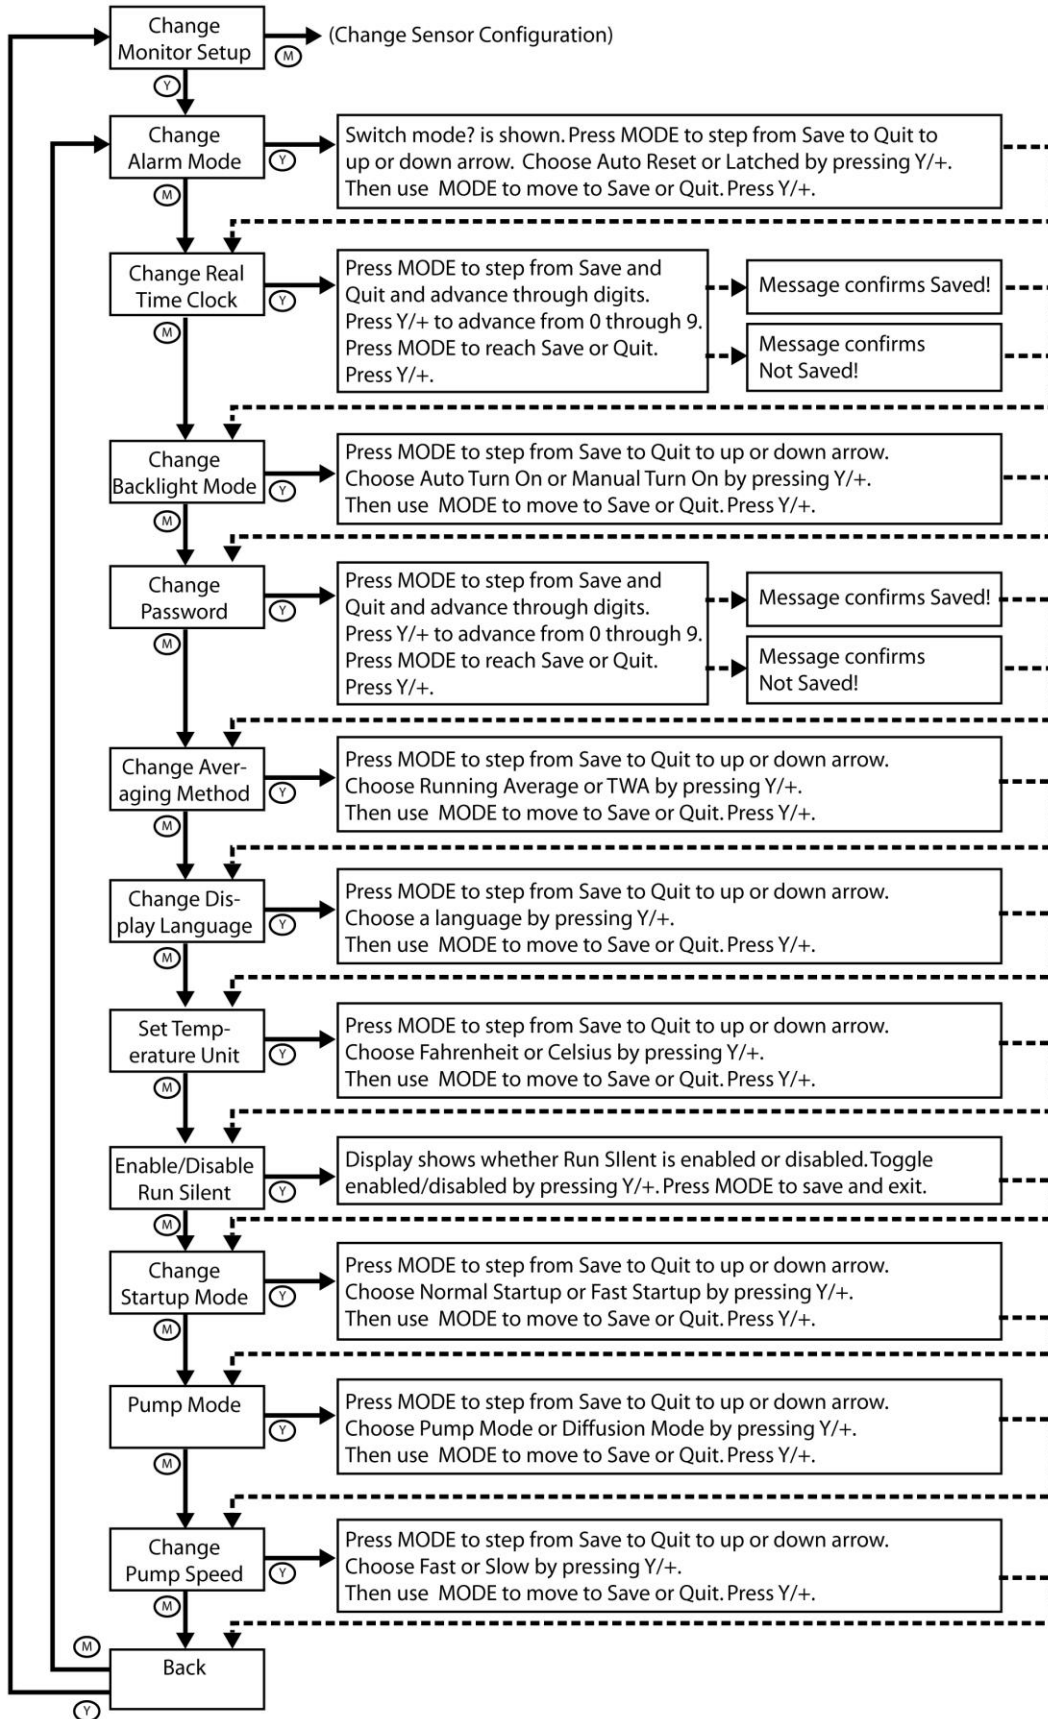 Change
Monitor Setup
(Change Sensor Configuration)
M
Y
Change
Alarm Mode
Y
Switch mode? is shown. Press MODE to step from Save to Quit to
up or down arrow. Choose Auto Reset or Latched by pressing Y/+.
Then use MODE to move to Save or Quit. Press Y/+.
M
Change Real
Time Clock
Y
Press MODE to step from Save and
Quit and advance through digits.
Press Y/+ to advance from 0 through 9.
Press MODE to reach Save or Quit.
Press Y/+.
Message confirms Saved!
Message confirms
Not Saved!
M
Change
Backlight Mode
Y
Press MODE to step from Save to Quit to up or down arrow.
Choose Auto Turn On or Manual Turn On by pressing Y/+.
Then use MODE to move to Save or Quit. Press Y/+.
M
Change
Password
Y
Press MODE to step from Save and
Quit and advance through digits.
Press Y/+ to advance from 0 through 9.
Press MODE to reach Save or Quit.
Press Y/+.
Message confirms Saved!
Message confirms
Not Saved!
M
Change Aver-
aging Method
Y
Press MODE to step from Save to Quit to up or down arrow.
Choose Running Average or TWA by pressing Y/+.
Then use MODE to move to Save or Quit. Press Y/+.
M
Change Dis-
play Language
Y
Press MODE to step from Save to Quit to up or down arrow.
Choose a language by pressing Y/+.
Then use MODE to move to Save or Quit. Press Y/+.
M
Set Temp-
erature Unit
Y
Press MODE to step from Save to Quit to up or down arrow.
Choose Fahrenheit or Celsius by pressing Y/+.
Then use MODE to move to Save or Quit. Press Y/+.
M
Enable/Disable
Run Silent
Y
Display shows whether Run SIlent is enabled or disabled. Toggle
enabled/disabled by pressing Y/+. Press MODE to save and exit.
M
Change
Startup Mode
Y
Press MODE to step from Save to Quit to up or down arrow.
Choose Normal Startup or Fast Startup by pressing Y/+.
Then use MODE to move to Save or Quit. Press Y/+.
M
Pump Mode
Y
Press MODE to step from Save to Quit to up or down arrow.
Choose Pump Mode or Diffusion Mode by pressing Y/+.
Then use MODE to move to Save or Quit. Press Y/+.
M
Change
Pump Speed
Y
Press MODE to step from Save to Quit to up or down arrow.
Choose Fast or Slow by pressing Y/+.
Then use MODE to move to Save or Quit. Press Y/+.
M
M
Back
Y